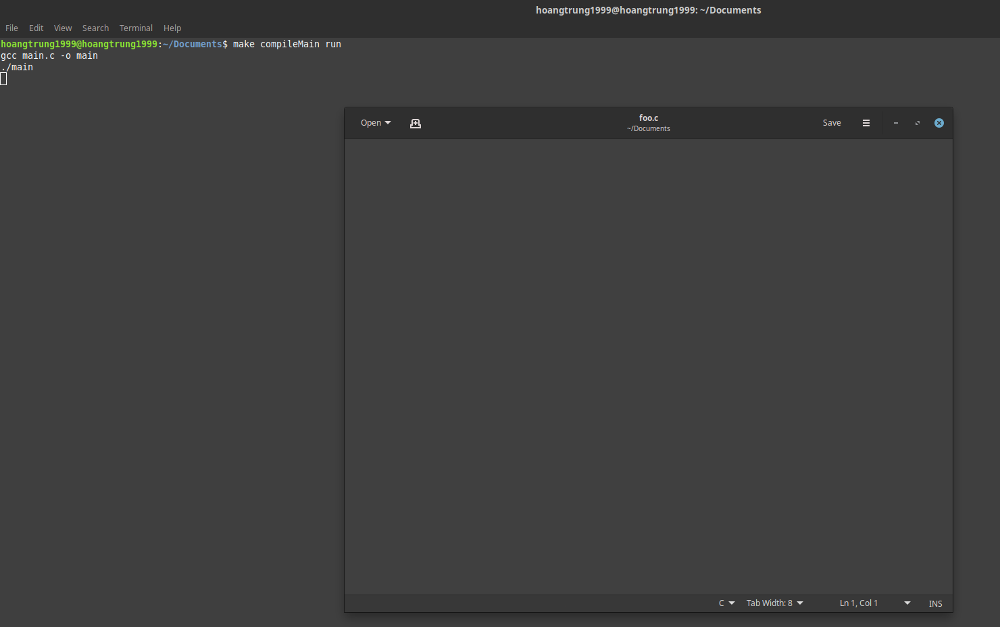 hoangtrung1999@hoangtrung1999: ~/Documents
File Edit View Search Terminal Help
hoangtrung1999@hoangtrung1999:~/Documents$ make compileMain run
gcc main.c -o main
./main
Open foo.c Save
~/Documents
C Tab Width: 8 Ln 1, Col 1 INS